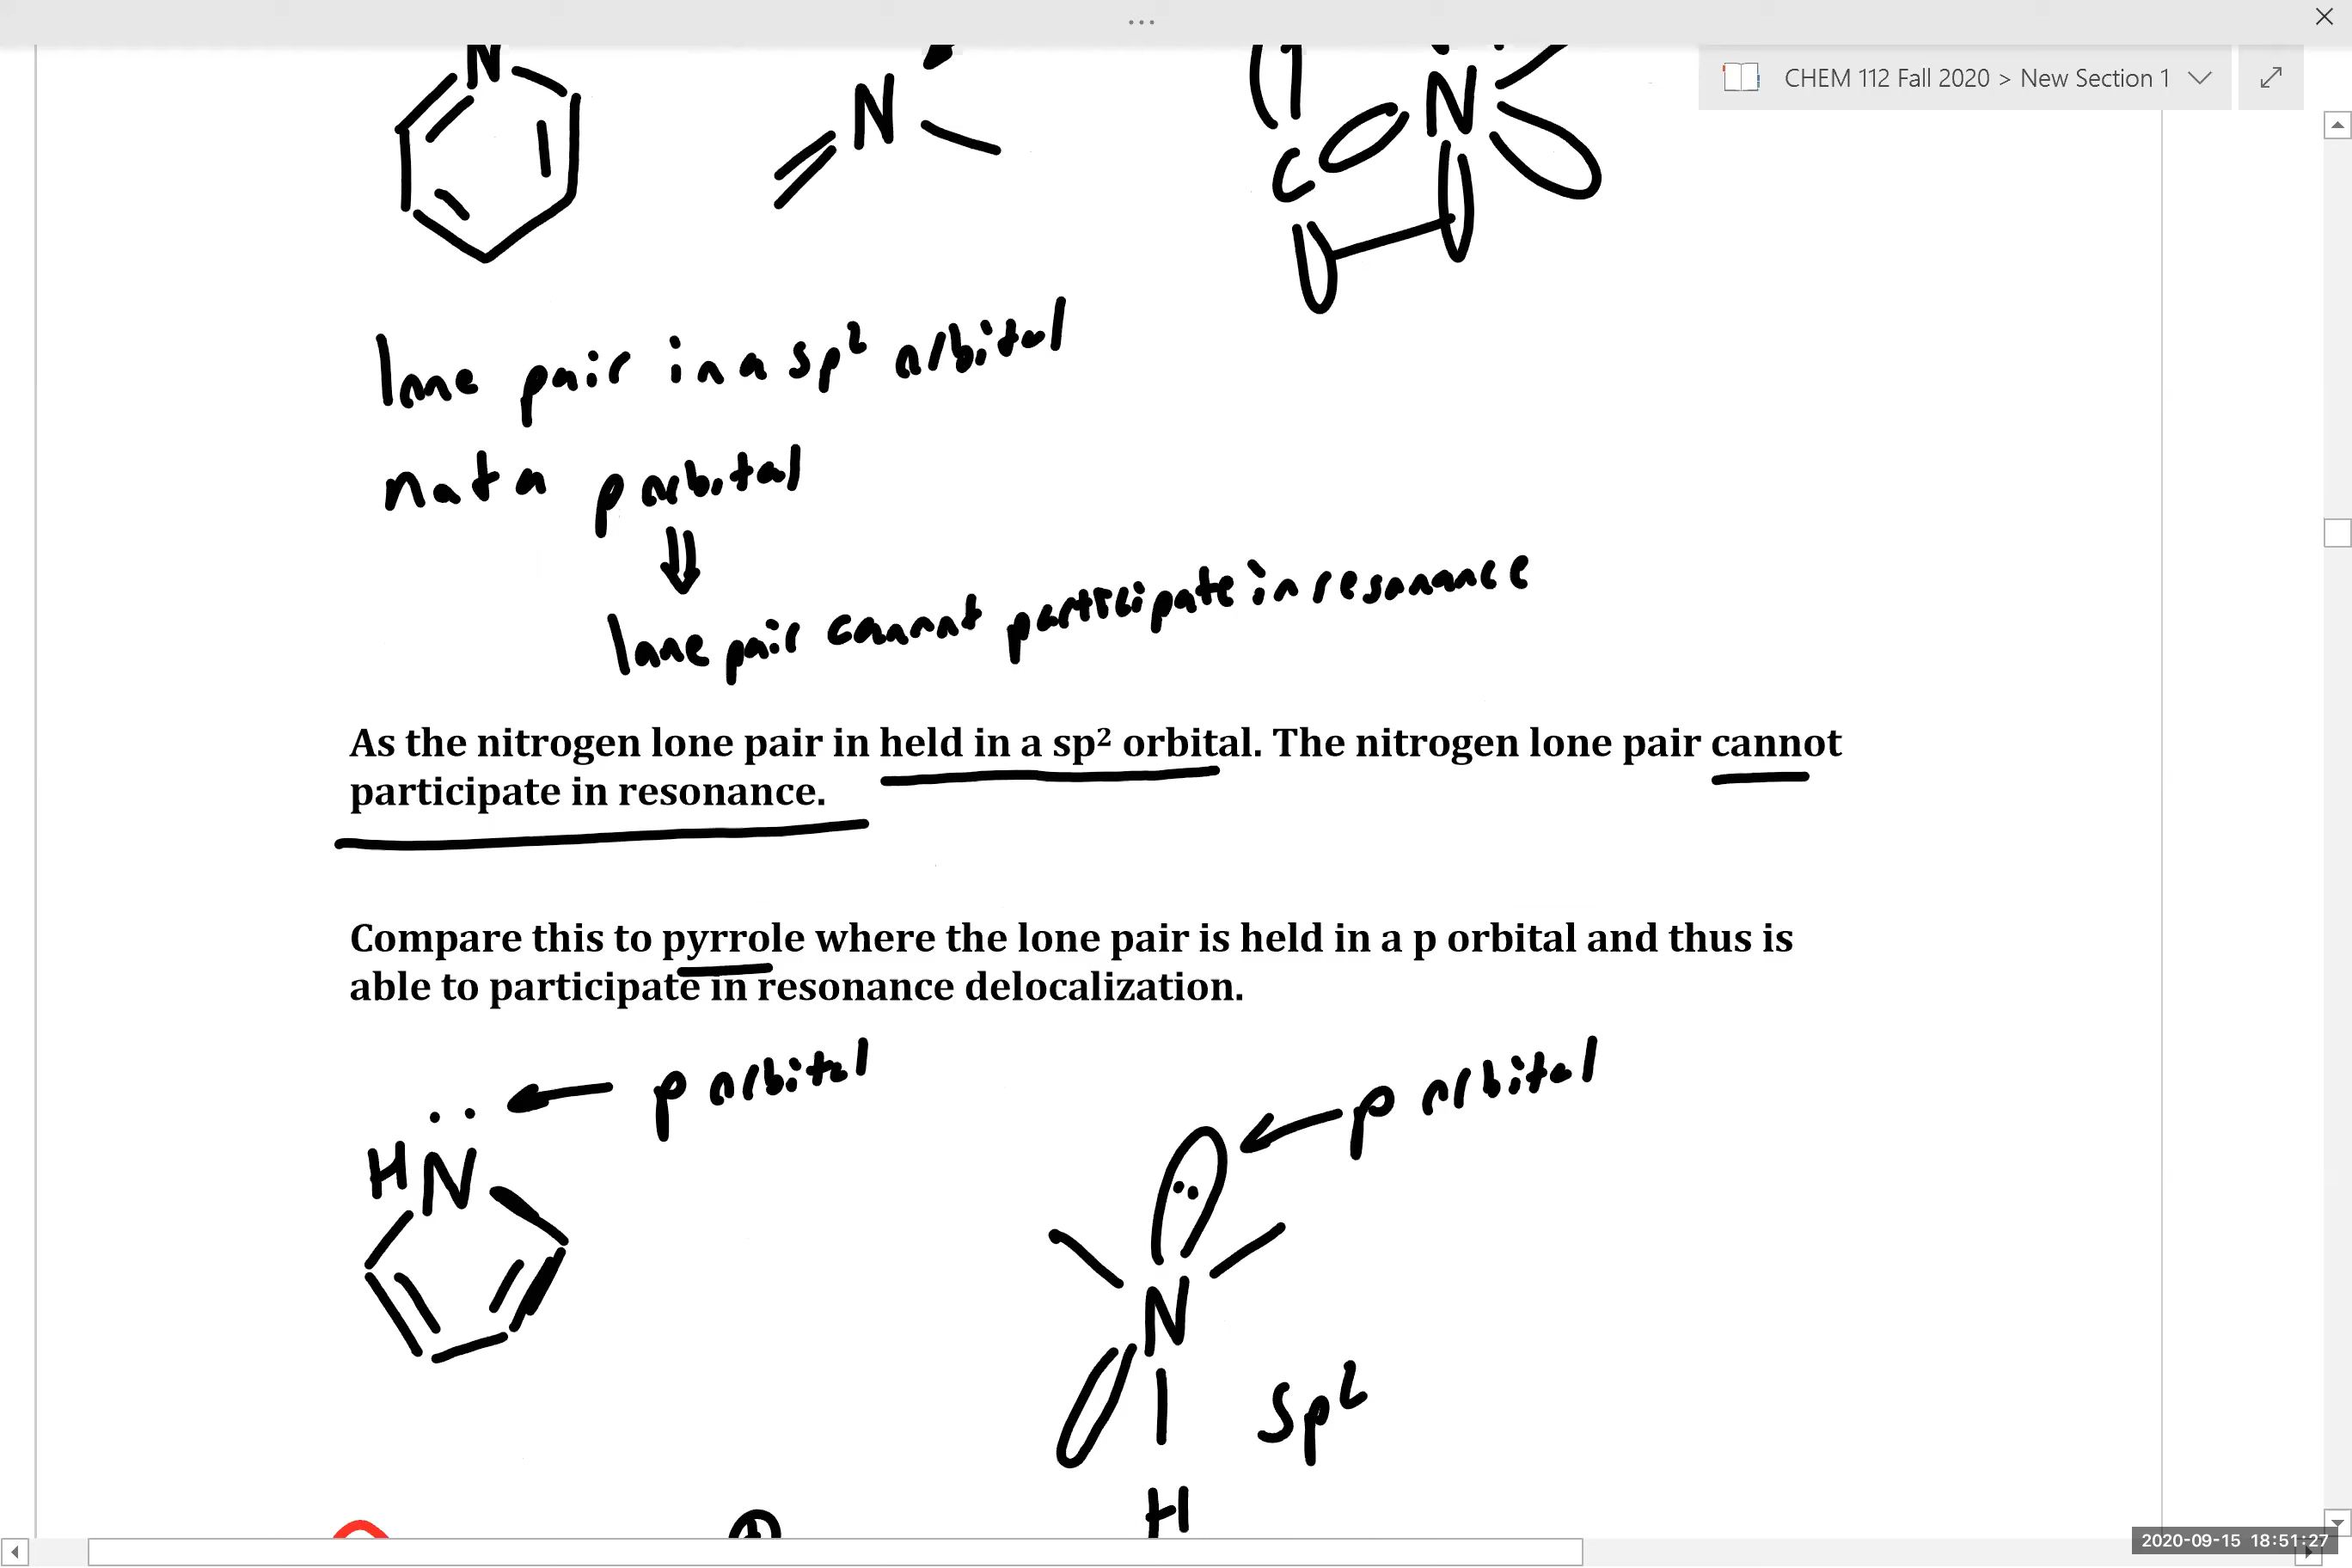 ...
CHEM 112 Fall 2020 > New Section 1
N
N
N
C
lone pair in a sp² orbital
not a p orbital
lone pair cannot participate in resonance
As the nitrogen lone pair in held in a sp² orbital. The nitrogen lone pair cannot
participate in resonance.
Compare this to pyrrole where the lone pair is held in a p orbital and thus is
able to participate in resonance delocalization.
p orbital
HN
p orbital
N
sp²
H
2020-09-15 18:51:27